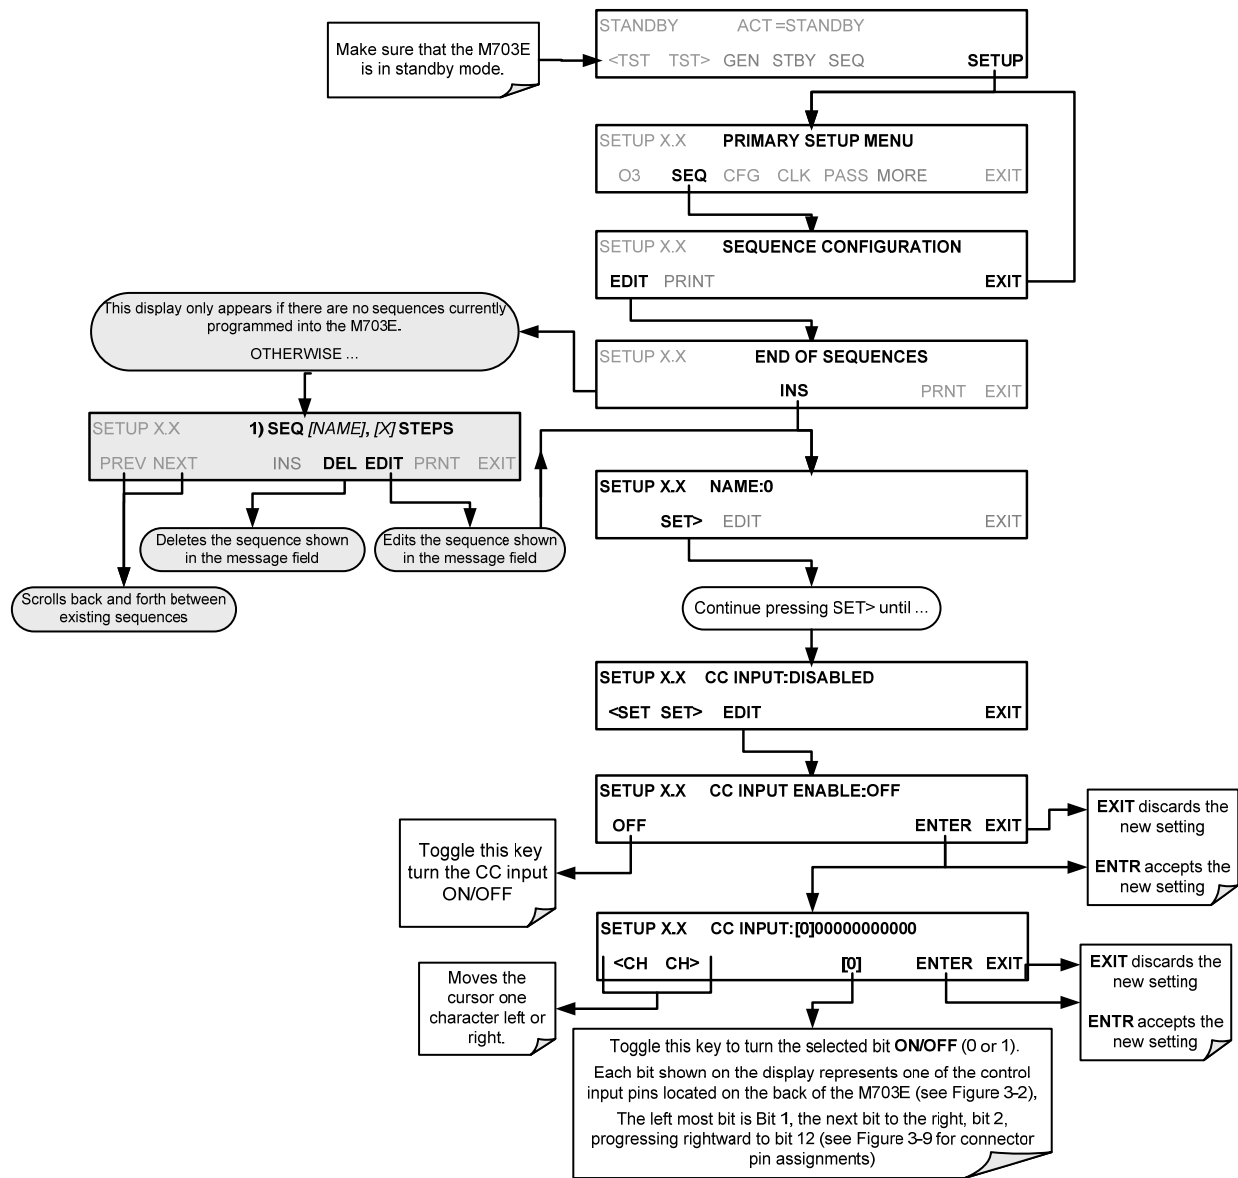 STANDBY ACT =STANDBY
Make sure that the M703E
is in standby mode.
<TST TST> GEN STBY SEQ SETUP
SETUP X.X PRIMARY SETUP MENU
O3 SEQ CFG CLK PASS MORE EXIT
SETUP X.X SEQUENCE CONFIGURATION
EDIT PRINT EXIT
This display only appears if there are no sequences currently
programmed into the M703E.
OTHERWISE ...
SETUP X.X END OF SEQUENCES
INS PRNT EXIT
SETUP X.X 1) SEQ [NAME], [X] STEPS
PREV NEXT INS DEL EDIT PRNT EXIT
SETUP X.X NAME:0
SET> EDIT EXIT
Deletes the sequence shown
in the message field
Edits the sequence shown
in the message field
Scrolls back and forth between
existing sequences
Continue pressing SET> until ...
SETUP X.X CC INPUT:DISABLED
<SET SET> EDIT EXIT
SETUP X.X CC INPUT ENABLE:OFF
OFF ENTER EXIT
EXIT discards the
new setting
ENTR accepts the
new setting
Toggle this key
turn the CC input
ON/OFF
SETUP X.X CC INPUT:[0]00000000000
<CH CH> [0] ENTER EXIT
EXIT discards the
new setting
ENTR accepts the
new setting
Moves the
cursor one
character left or
right.
Toggle this key to turn the selected bit ON/OFF (0 or 1).
Each bit shown on the display represents one of the control
input pins located on the back of the M703E (see Figure 3-2),
The left most bit is Bit 1, the next bit to the right, bit 2,
progressing rightward to bit 12 (see Figure 3-9 for connector
pin assignments)